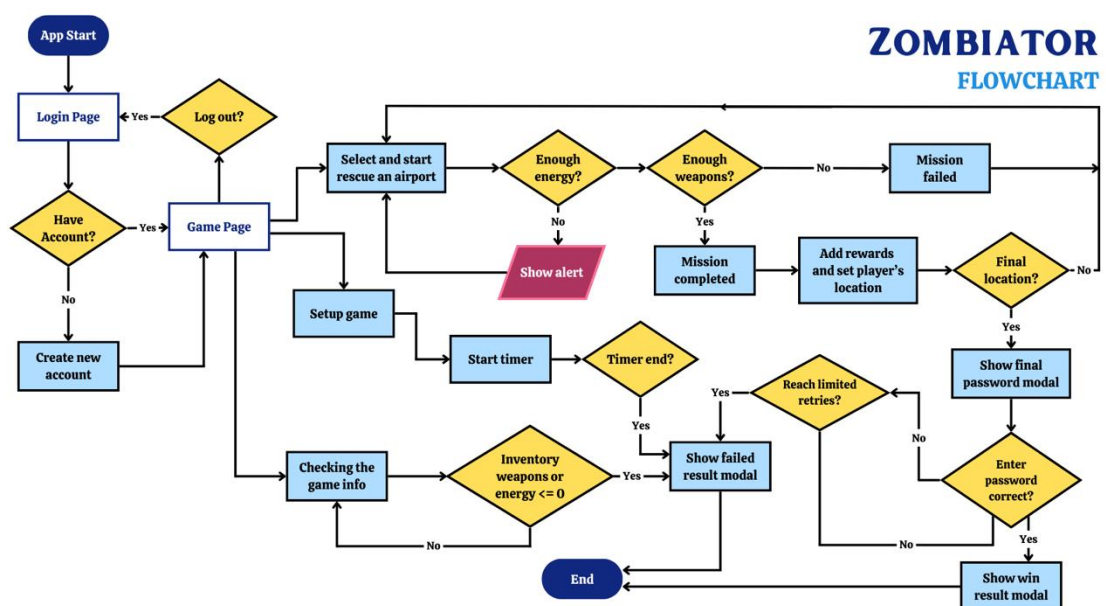 ZOMBIATOR
FLOWCHART
App Start
Login Page
Yes
Log out?
Have
Account?
Yes
Game Page
No
Create new
account
Select and start
rescue an airport
Enough
energy?
No
Show alert
Enough
weapons?
No
Mission
failed
Yes
Mission
completed
Add rewards
and set player's
location
Final
location?
No
Yes
Show final
password modal
Setup game
Start timer
Timer end?
Yes
Reach limited
retries?
Yes
No
Enter
password
correct?
No
Yes
Show win
result modal
Checking the
game info
Inventory
weapons or
energy <= 0
No
Yes
Show failed
result modal
End